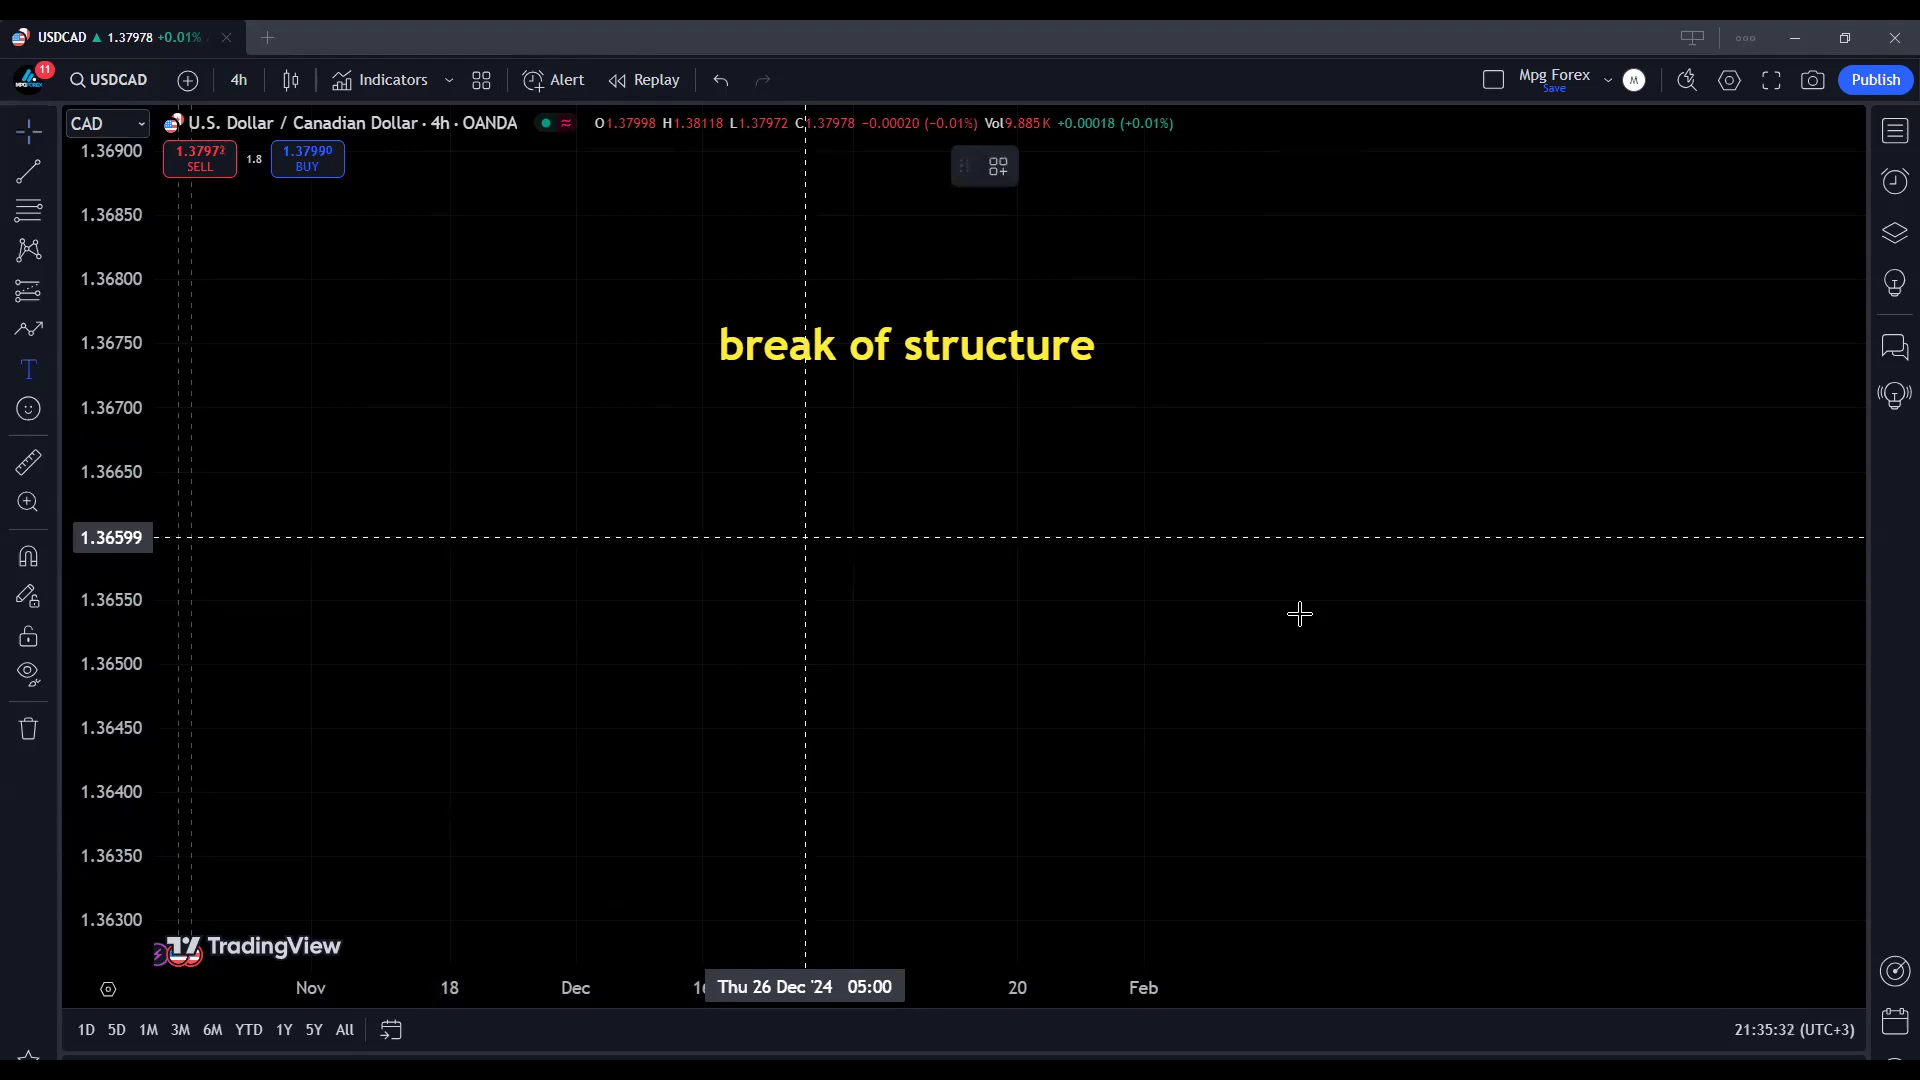 USDCAD ▲ 1.37978 +0.01%
11 USDCAD 4h Indicators Alert Replay Mpg Forex Save M Publish
CAD U.S. Dollar / Canadian Dollar · 4h · OANDA O1.37998 H1.38118 L1.37972 C1.37978 −0.00020 (−0.01%) Vol9.885 K +0.00018 (+0.01%)
1.36900
1.37972 SELL 1.8 1.37990 BUY
1.36850
1.36800
break of structure
1.36750
1.36700
1.36650
1.36599
1.36550
1.36500
1.36450
1.36400
1.36350
1.36300
TradingView
Nov 18 Dec Thu 26 Dec '24 05:00 20 Feb
1D 5D 1M 3M 6M YTD 1Y 5Y All 21:35:32 (UTC+3)